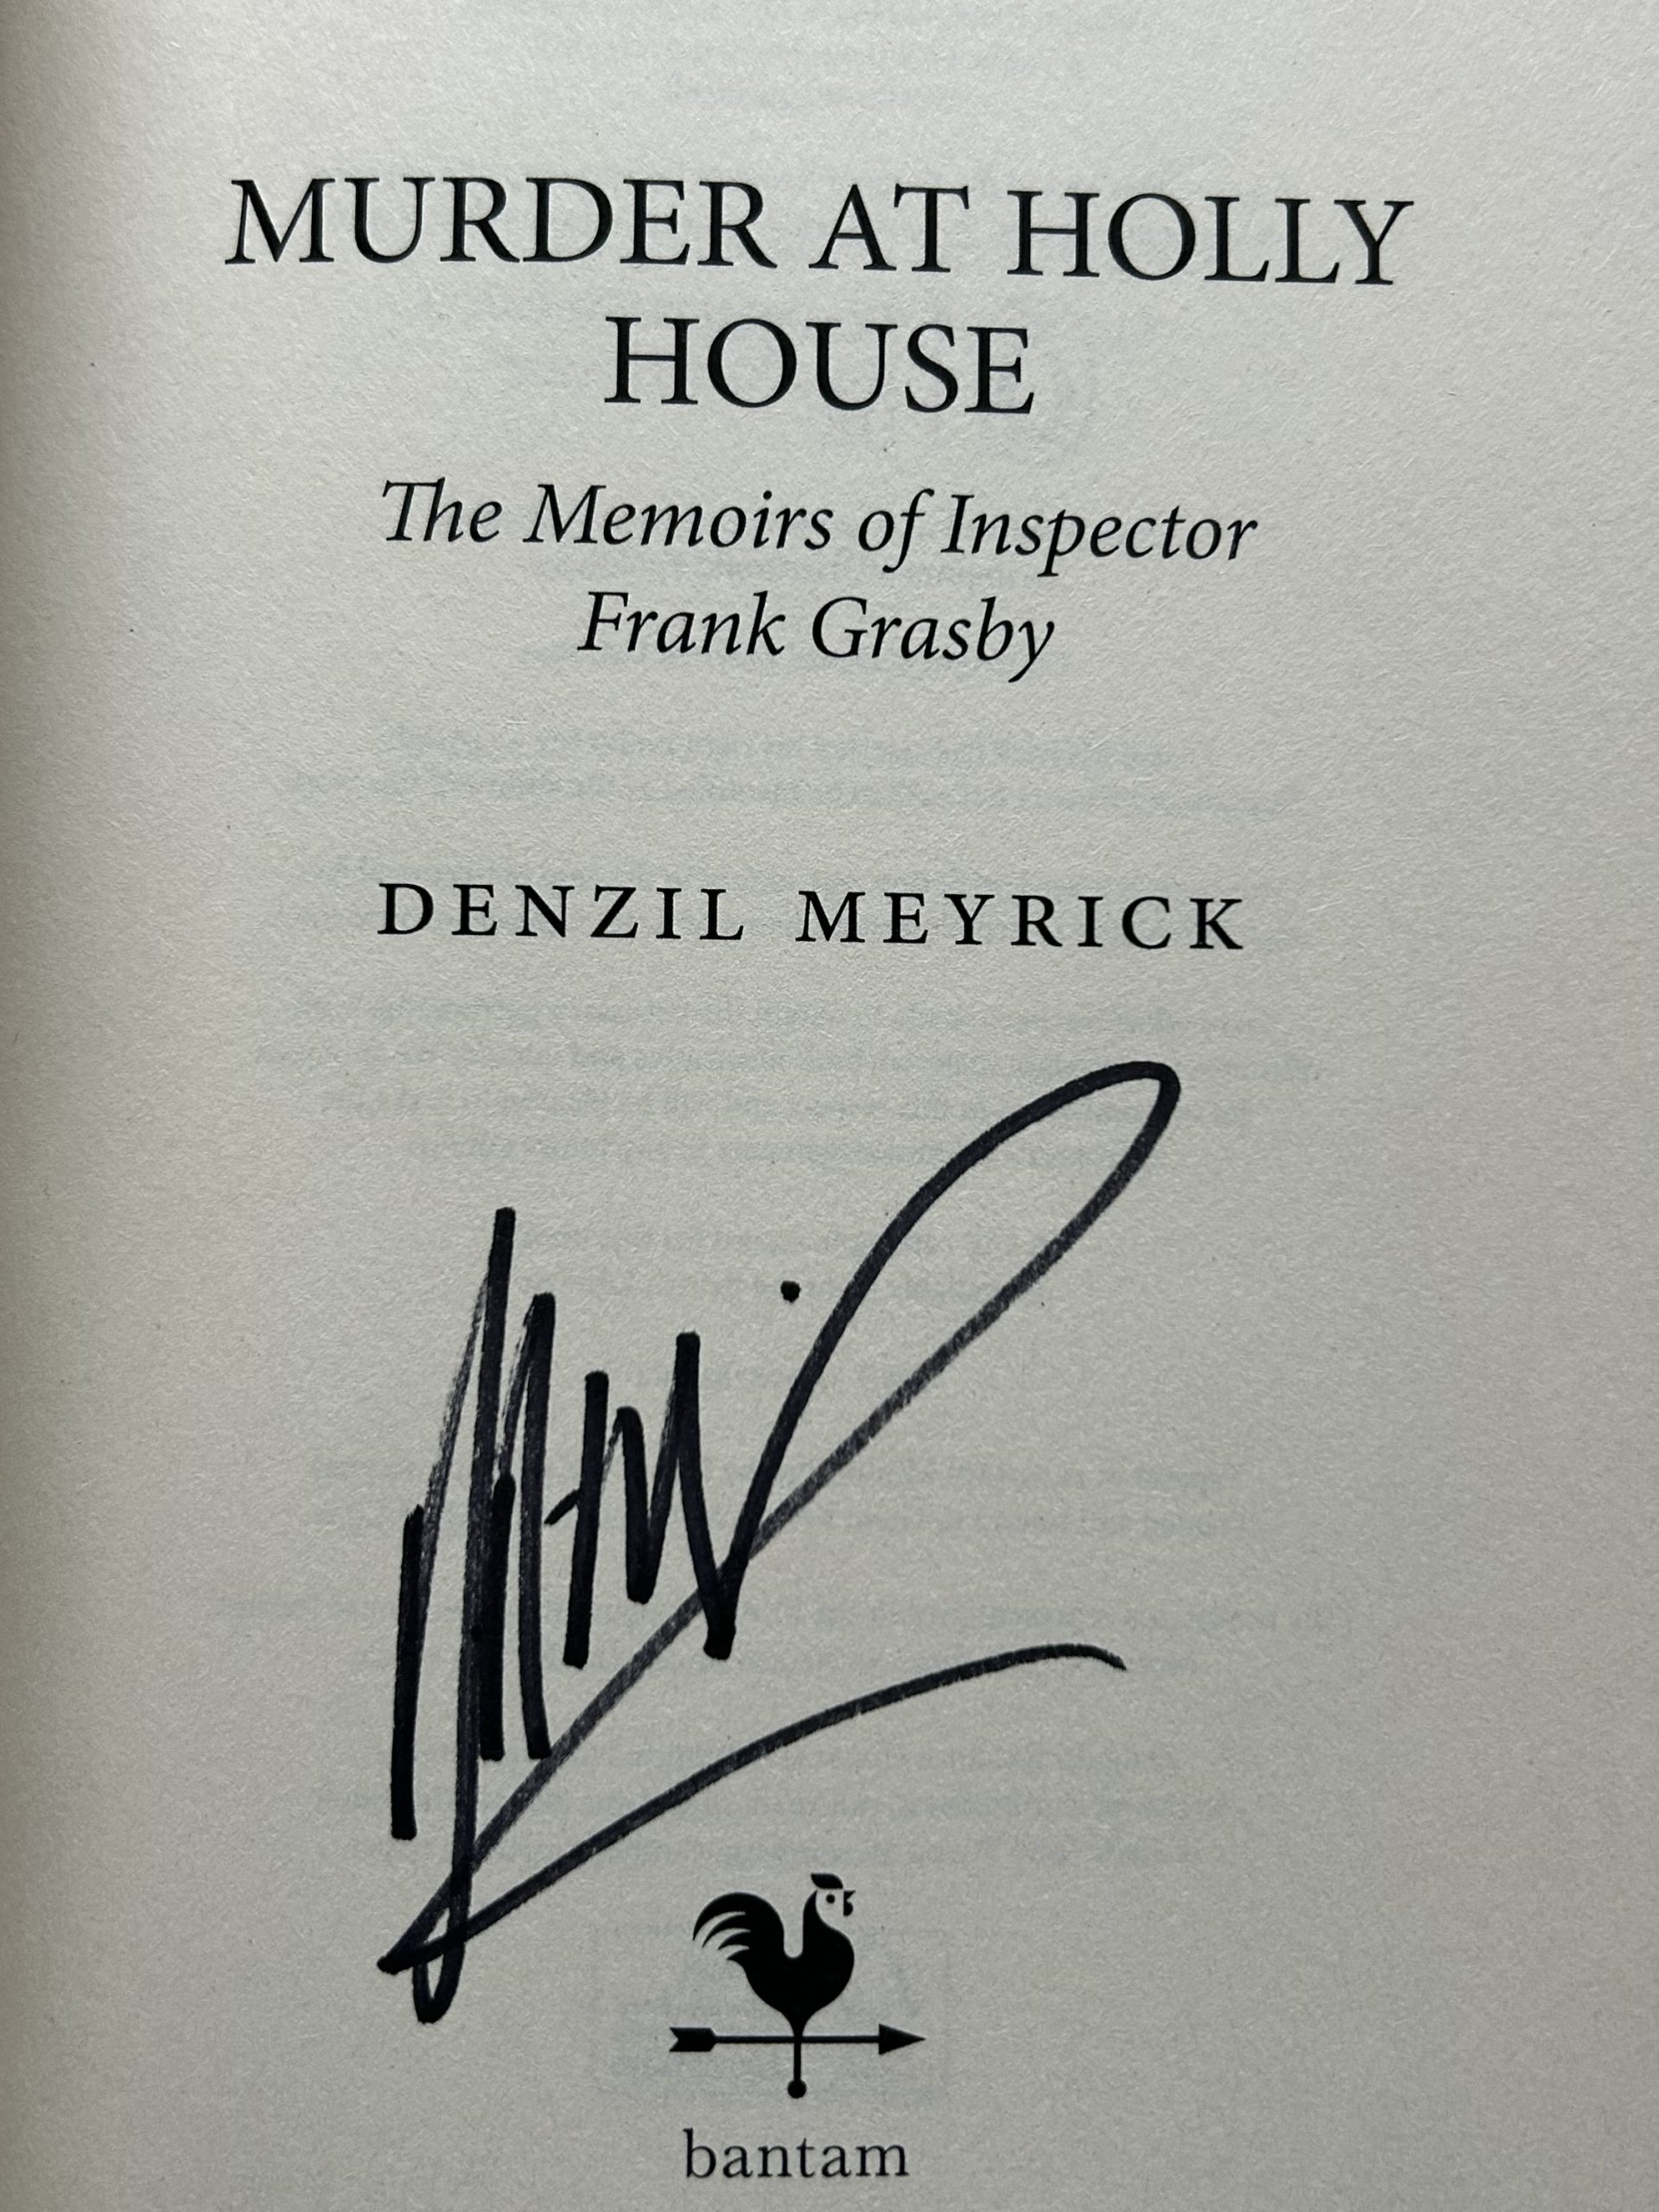 MURDER AT HOLLY
HOUSE
The Memoirs of Inspector
Frank Grasby
DENZIL MEYRICK
bantam